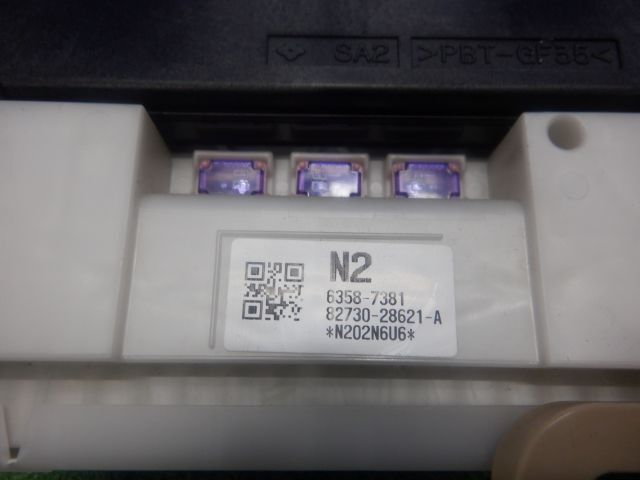 SA2 >PBT-GF55<
N2
6358-7381
82730-28621-A
*N202N6U6*